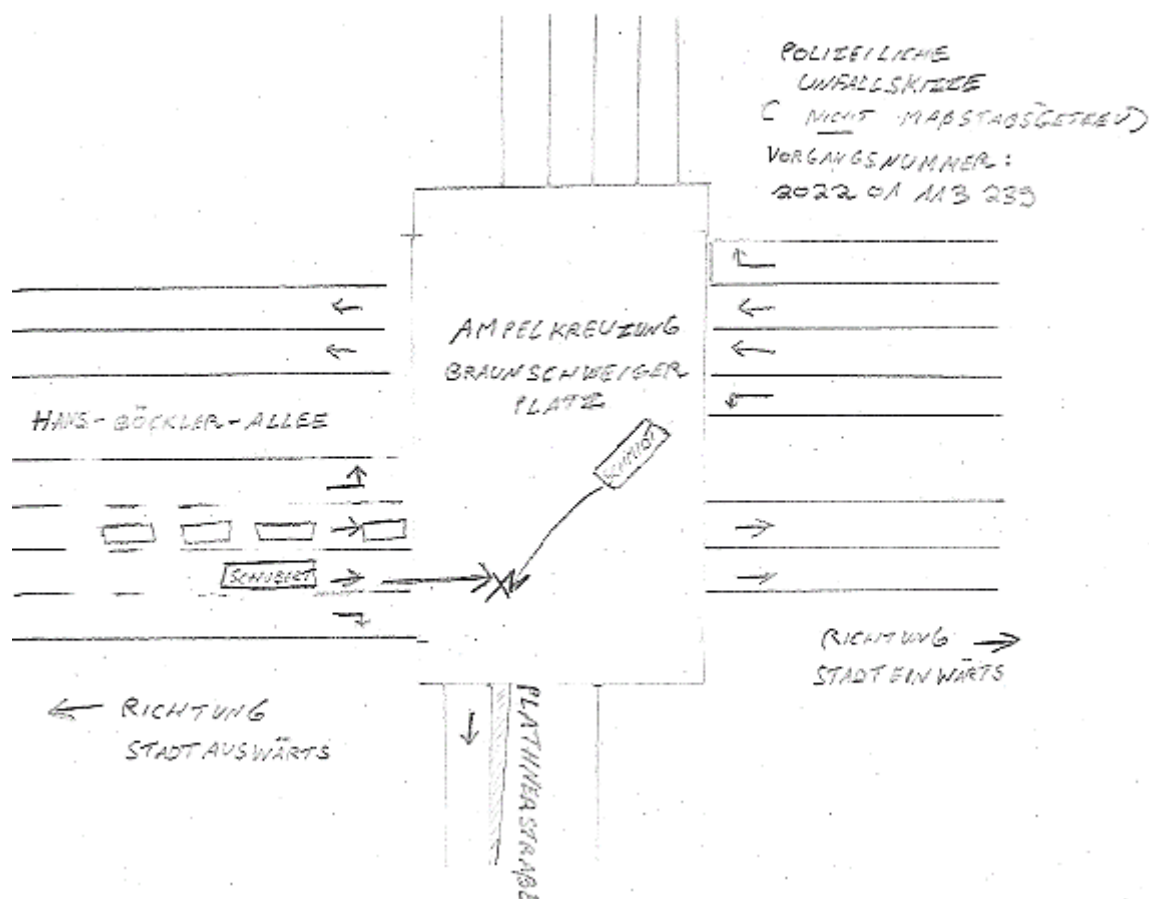 POLIZEILICHE
UNFALLSKIZZE
( NICHT MAßSTABSGETREU)
VORGANGSNUMMER:
2022 01 113 239
AMPELKREUZUNG
BRAUNSCHWEIGER
PLATZ
HANS-BÖCKLER-ALLEE
SCHMIDT
SCHUBERT
RICHTUNG
STADTEINWÄRTS
RICHTUNG
STADTAUSWÄRTS
PLATHNERSTRAßE